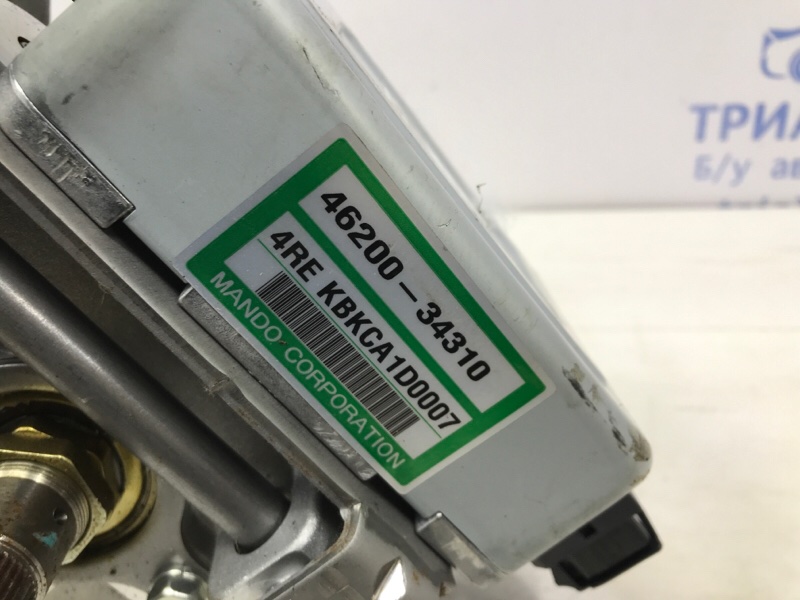 46200-34310
4RE KBKCA1D0007
MANDO CORPORATION
ТРИА
Б/у ав